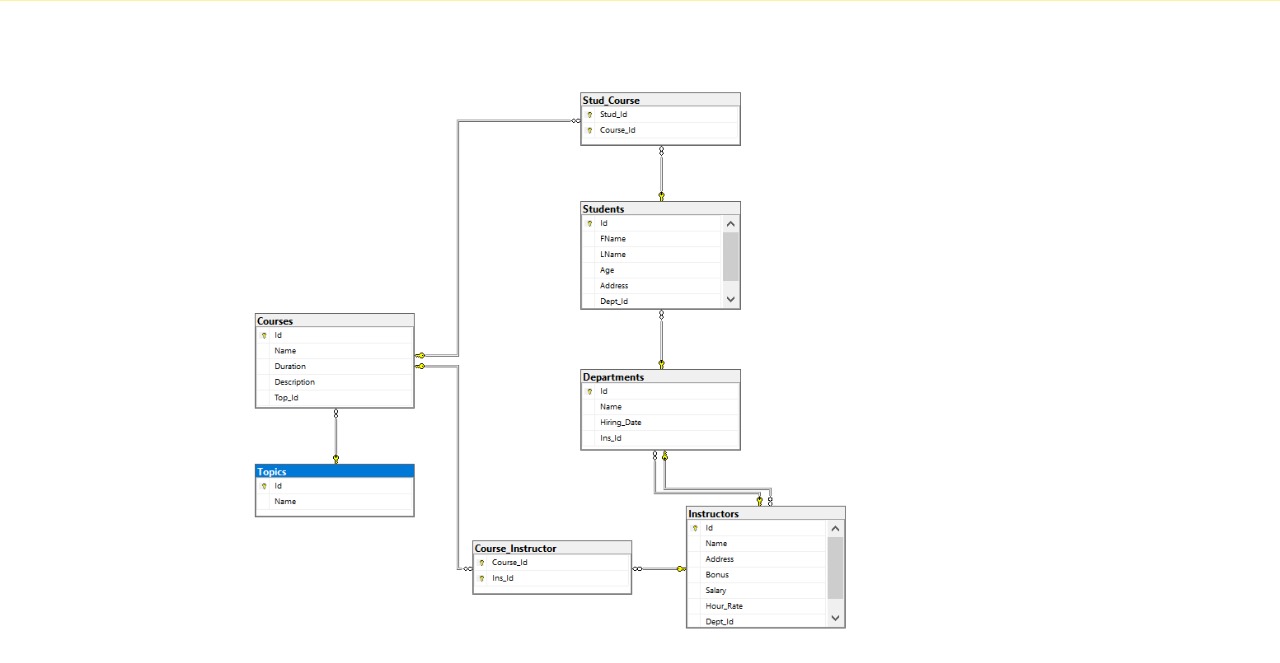 Stud_Course
Stud_Id
Course_Id
Students
Id
FName
LName
Age
Address
Dept_Id
Courses
Id
Name
Duration
Description
Top_Id
Departments
Id
Name
Hiring_Date
Ins_Id
Topics
Id
Name
Instructors
Id
Name
Address
Bonus
Salary
Hour_Rate
Dept_Id
Course_Instructor
Course_Id
Ins_Id